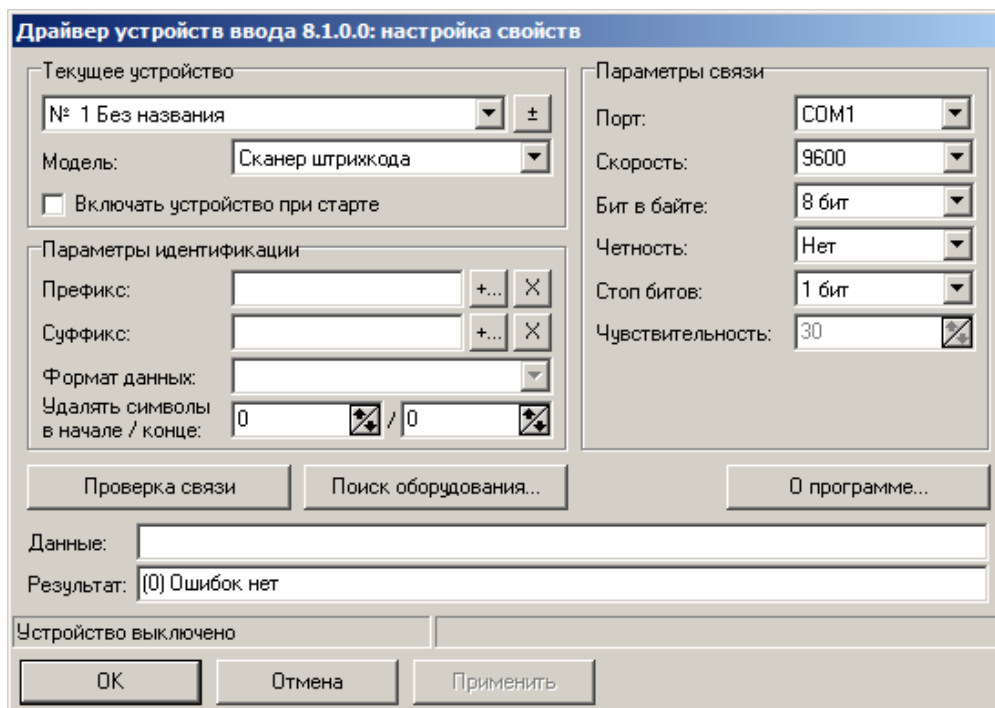 Драйвер устройств ввода 8.1.0.0: настройка свойств
Текущее устройство
№ 1 Без названия
±
Модель:
Сканер штрихкода
Включать устройство при старте
Параметры идентификации
Префикс:
+...
X
Суффикс:
+...
X
Формат данных:
Удалять символы
в начале / конце:
0 / 0
Параметры связи
Порт:
COM1
Скорость:
9600
Бит в байте:
8 бит
Четность:
Нет
Стоп битов:
1 бит
Чувствительность:
30
Проверка связи
Поиск оборудования...
О программе...
Данные:
Результат:
(0) Ошибок нет
Устройство выключено
OK
Отмена
Применить